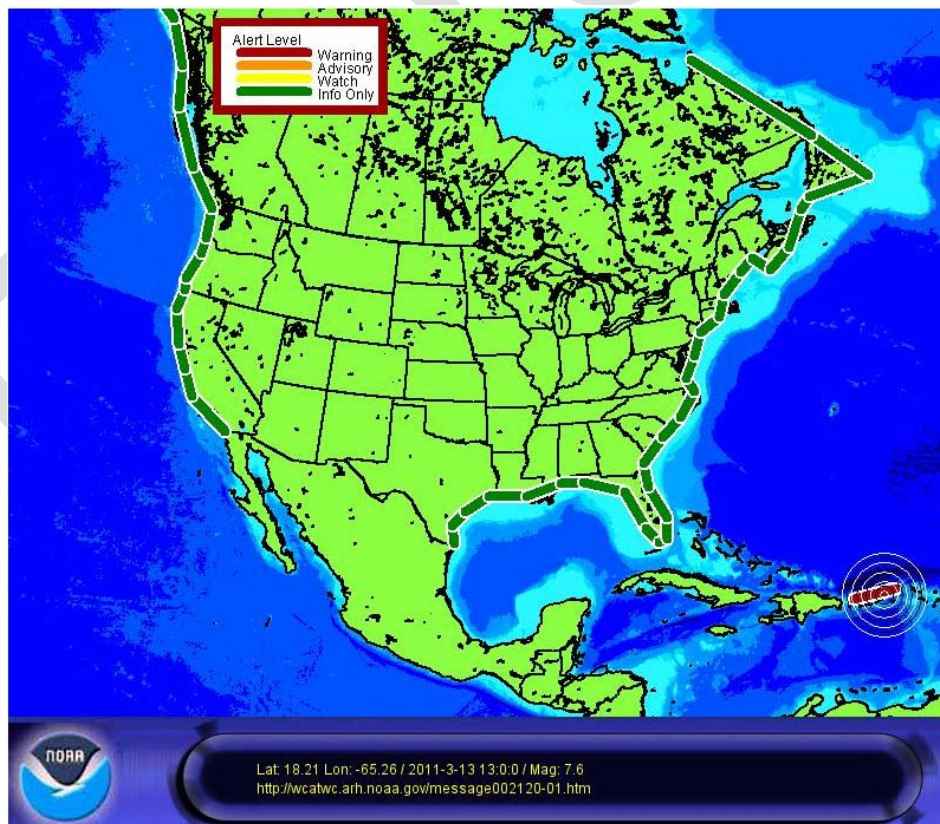 Alert Level
Warning
Advisory
Watch
Info Only
NOAA
Lat: 18.21 Lon: -65.26 / 2011-3-13 13:0:0 / Mag: 7.6
http://wcatwc.arh.noaa.gov/message002120-01.htm